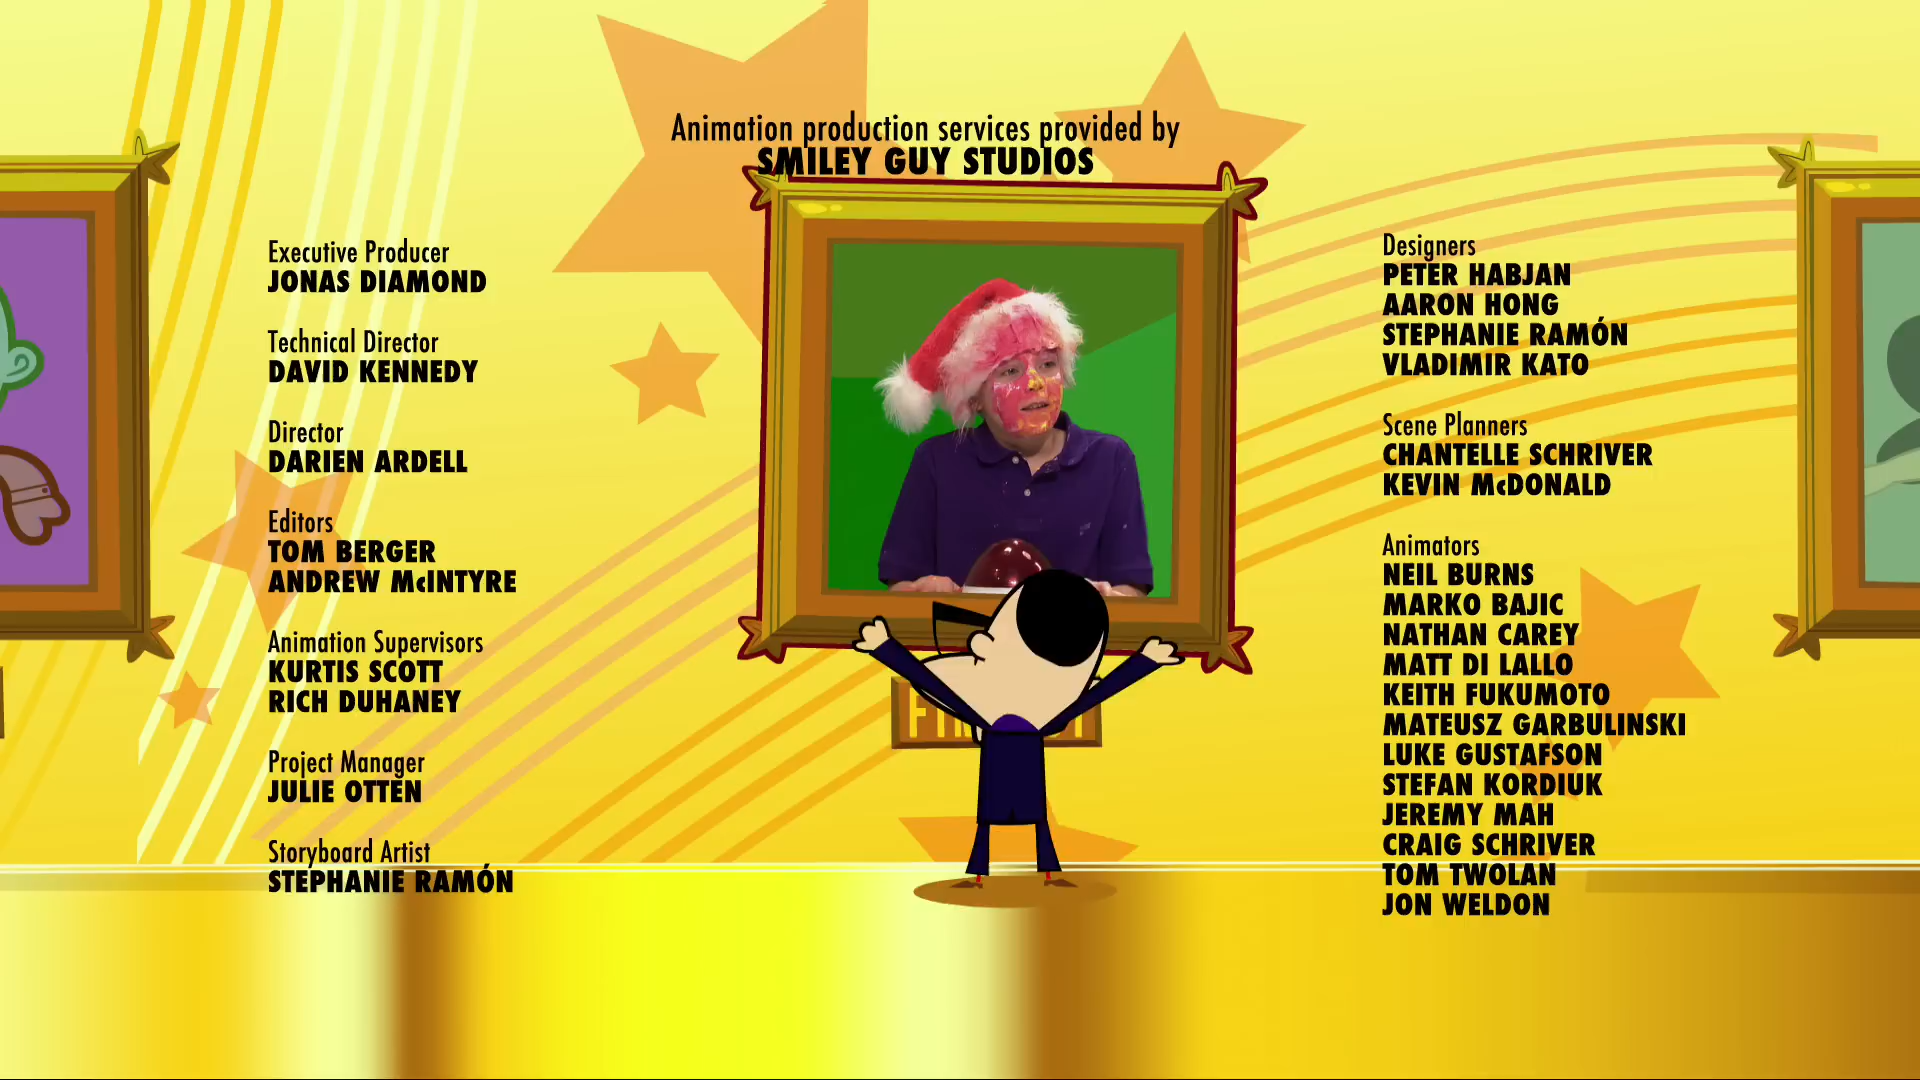 Animation production services provided by
SMILEY GUY STUDIOS
Executive Producer
JONAS DIAMOND
Technical Director
DAVID KENNEDY
Director
DARIEN ARDELL
Editors
TOM BERGER
ANDREW McINTYRE
Animation Supervisors
KURTIS SCOTT
RICH DUHANEY
Project Manager
JULIE OTTEN
Storyboard Artist
STEPHANIE RAMÓN
Designers
PETER HABJAN
AARON HONG
STEPHANIE RAMÓN
VLADIMIR KATO
Scene Planners
CHANTELLE SCHRIVER
KEVIN McDONALD
Animators
NEIL BURNS
MARKO BAJIC
NATHAN CAREY
MATT DI LALLO
KEITH FUKUMOTO
MATEUSZ GARBULINSKI
LUKE GUSTAFSON
STEFAN KORDIUK
JEREMY MAH
CRAIG SCHRIVER
TOM TWOLAN
JON WELDON